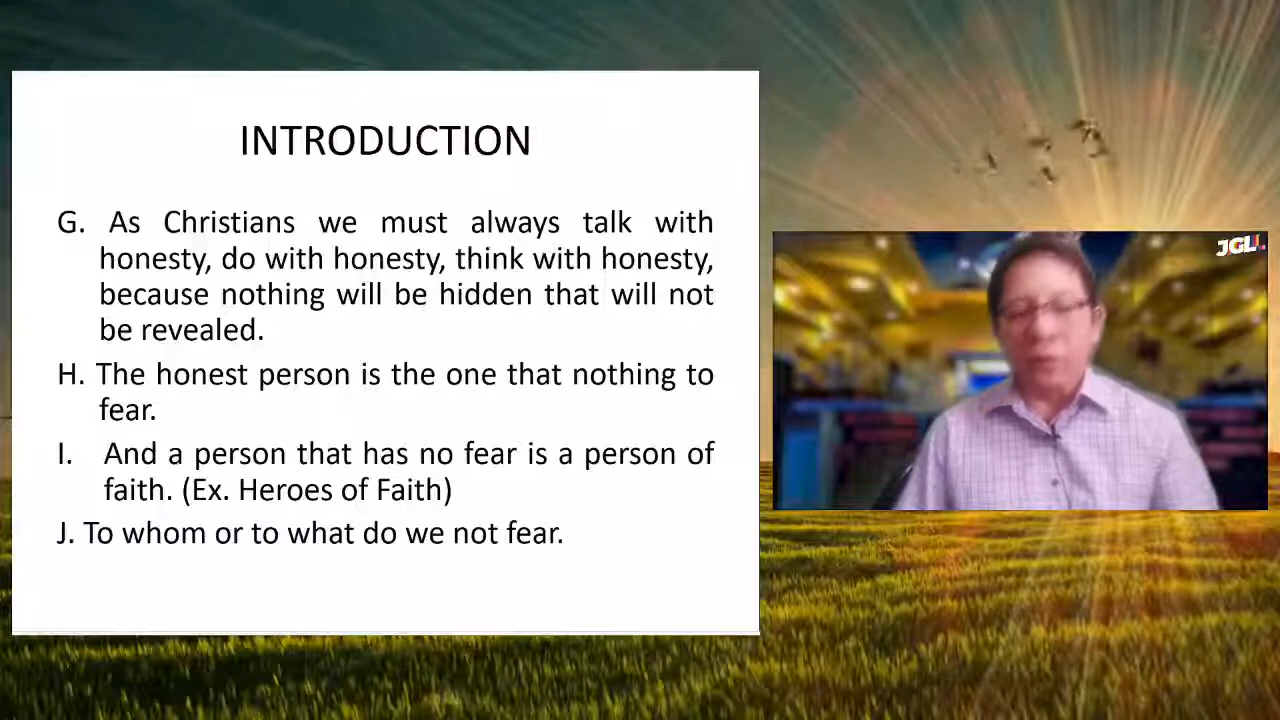 INTRODUCTION
G. As Christians we must always talk with
honesty, do with honesty, think with honesty,
because nothing will be hidden that will not
be revealed.
H. The honest person is the one that nothing to
fear.
I. And a person that has no fear is a person of
faith. (Ex. Heroes of Faith)
J. To whom or to what do we not fear.